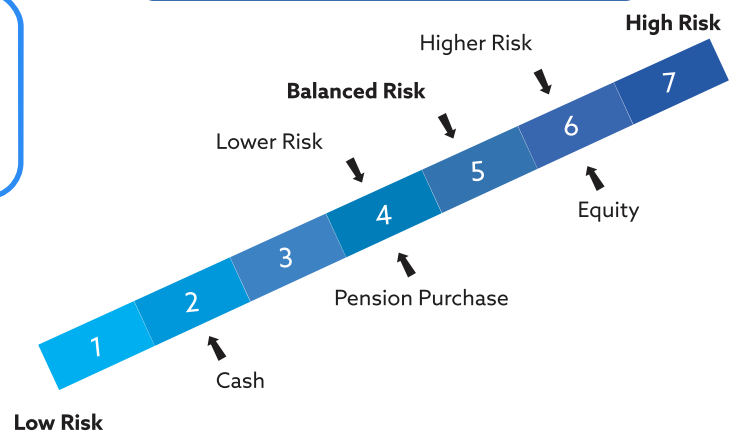 High Risk
Higher Risk
7
Balanced Risk
6
Lower Risk
5
Equity
4
3
Pension Purchase
2
1
Cash
Low Risk